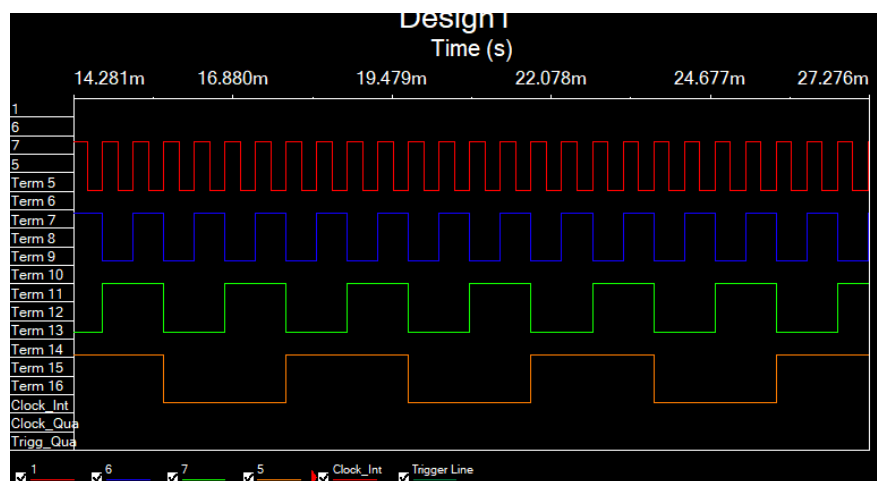 Design1
Time (s)
14.281m 16.880m 19.479m 22.078m 24.677m 27.276m
1
6
7
5
Term 5
Term 6
Term 7
Term 8
Term 9
Term 10
Term 11
Term 12
Term 13
Term 14
Term 15
Term 16
Clock_Int
Clock_Qua
Trigg_Qua
1 6 7 5 Clock_Int Trigger Line